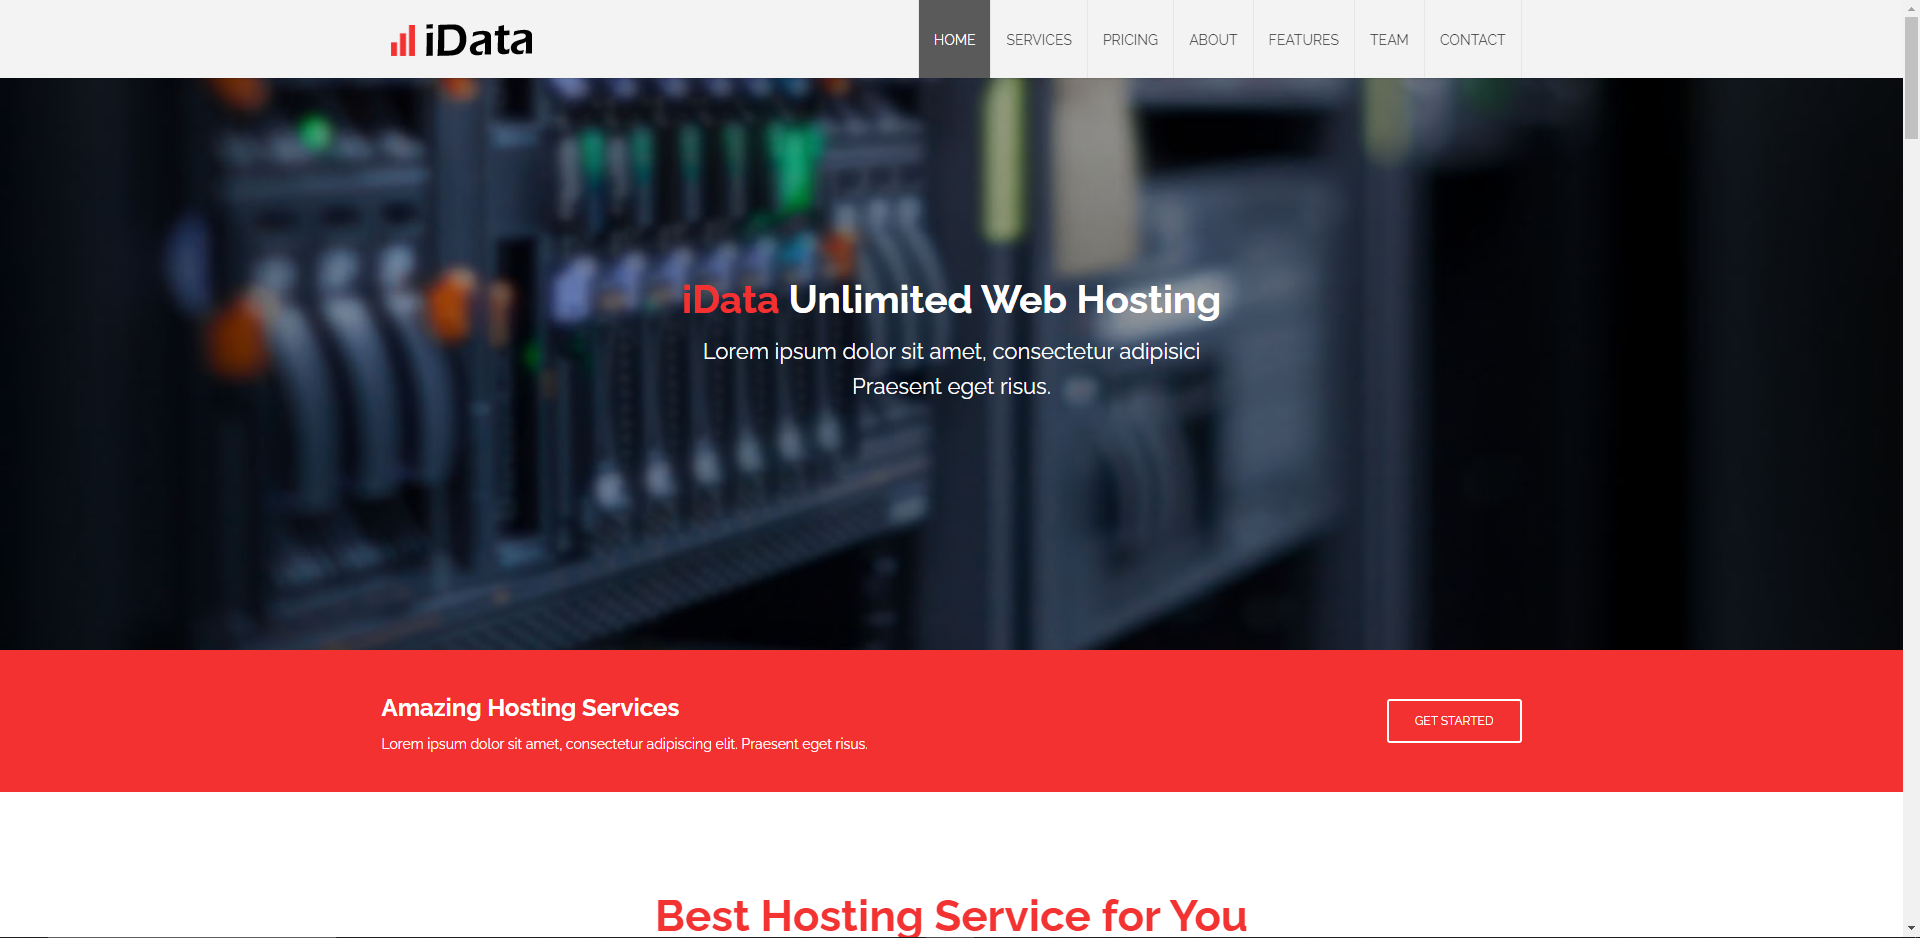 iData
HOME SERVICES PRICING ABOUT FEATURES TEAM CONTACT
iData Unlimited Web Hosting
Lorem ipsum dolor sit amet, consectetur adipisici
Praesent eget risus.
Amazing Hosting Services
Lorem ipsum dolor sit amet, consectetur adipiscing elit. Praesent eget risus.
GET STARTED
Best Hosting Service for You